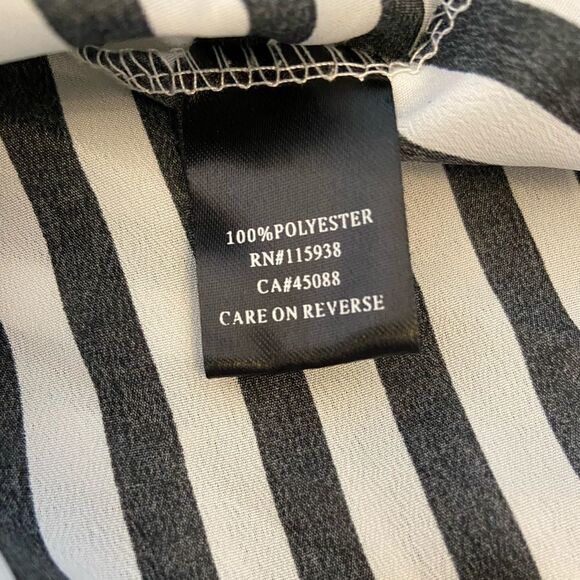 100%POLYESTER
RN#115938
CA#45088
CARE ON REVERSE